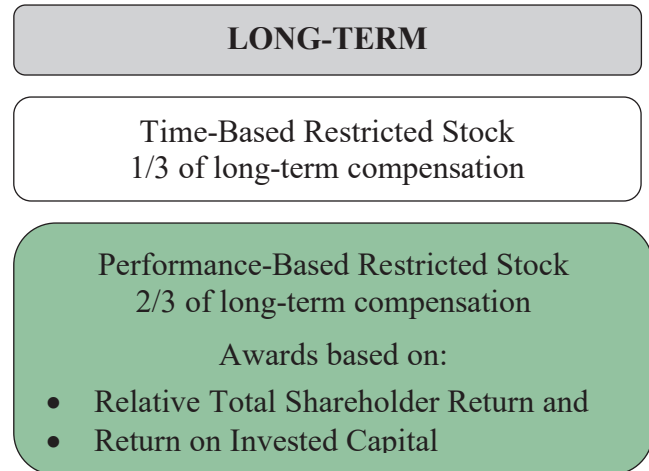 LONG-TERM
Time-Based Restricted Stock
1/3 of long-term compensation
Performance-Based Restricted Stock
2/3 of long-term compensation
Awards based on:
• Relative Total Shareholder Return and
• Return on Invested Capital